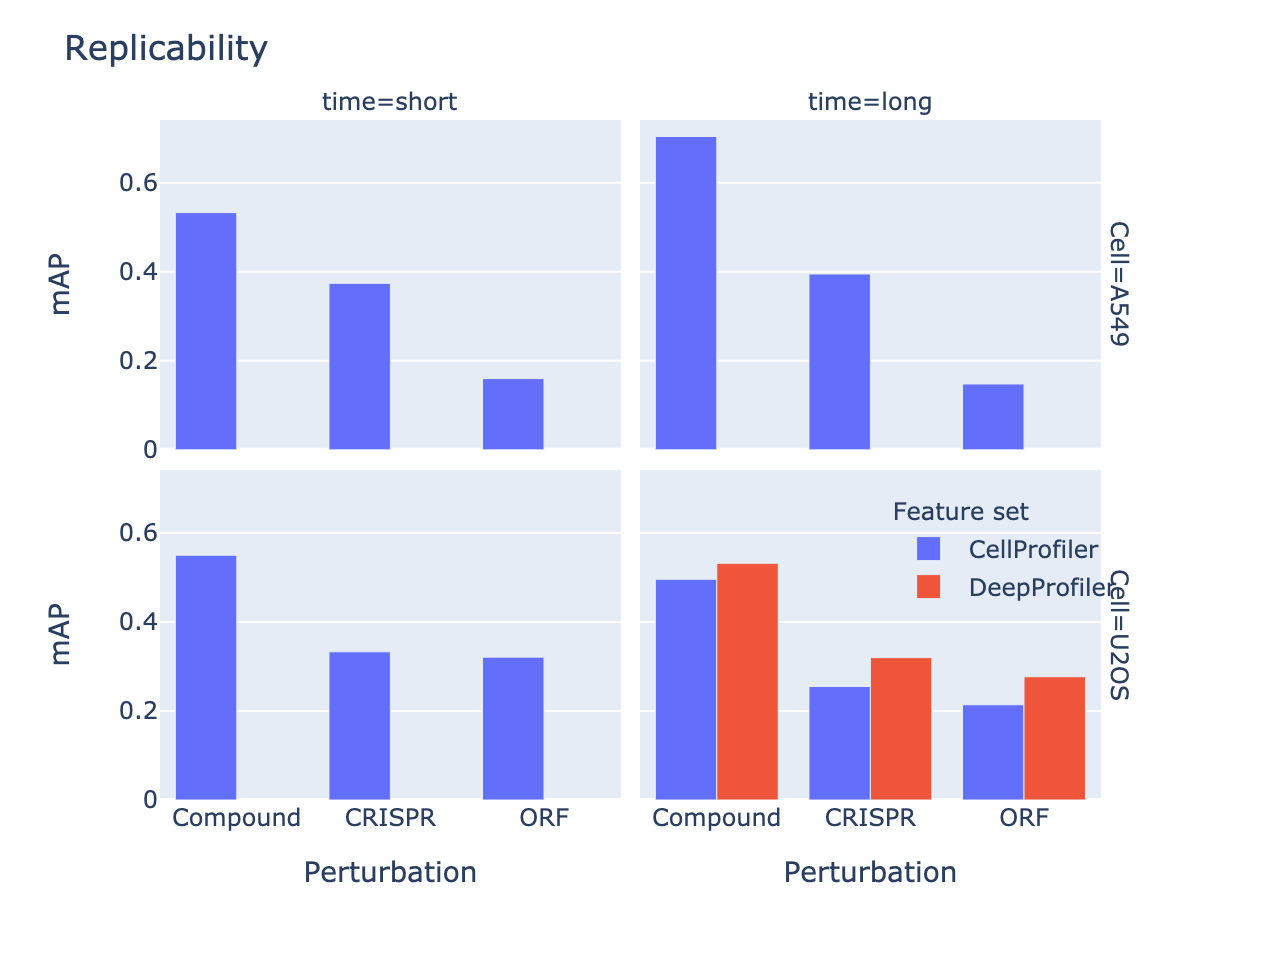 Replicability
time=short
time=long
mAP
0.6
0.4
0.2
0
Cell=A549
mAP
0.6
0.4
0.2
0
Feature set
CellProfiler
DeepProfiler
Cell=U2OS
Compound
CRISPR
ORF
Compound
CRISPR
ORF
Perturbation
Perturbation